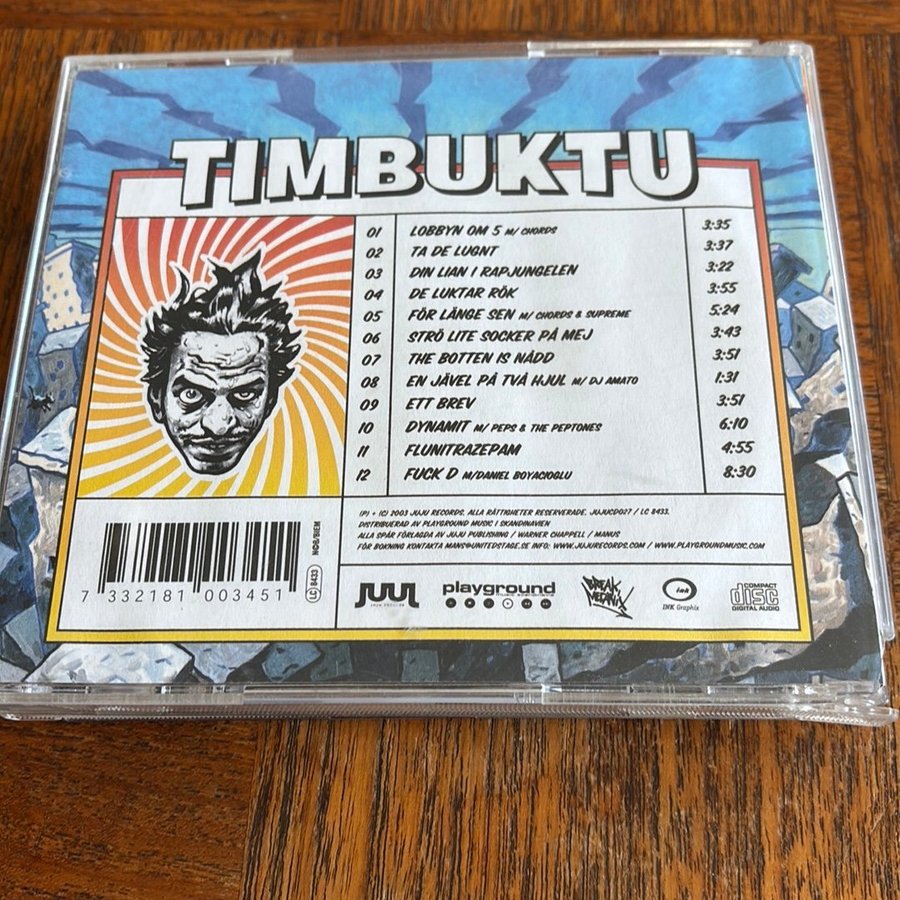 TIMBUKTU
01 LOBBYN OM 5 M/ CHORDS 3:35
02 TA DE LUGNT 3:37
03 DIN LIAN I RAPJUNGELEN 3:22
04 DE LUKTAR RÖK 3:55
05 FÖR LÄNGE SEN M/ CHORDS & SUPREME 5:24
06 STRÖ LITE SOCKER PÅ MEJ 3:43
07 THE BOTTEN IS NÅDD 3:51
08 EN JÄVEL PÅ TVÅ HJUL M/ DJ AMATO 1:31
09 ETT BREV 3:51
10 DYNAMIT M/ PEPS & THE PEPTONES 6:10
11 FLUNITRAZEPAM 4:55
12 FUCK D M/DANIEL BOYACIOGLU 8:30
(P) + (C) 2003 JUJU RECORDS, ALLA RÄTTIGHETER RESERVERADE. JUJUCD027 / LC 8433.
DISTRIBUERAD AV PLAYGROUND MUSIC I SKANDINAVIEN
ALLA SPÅR FÖRLAGDA AV JUJU PUBLISHING / WARNER CHAPPELL / MANUS
FÖR BOKNING KONTAKTA MANS@UNITEDSTAGE.SE INFO: WWW.JUJURECORDS.COM / WWW.PLAYGROUNDMUSIC.COM
NCB/BIEM
LC 8433
7 332181 003451
playground
BREAK MECANIX
ink
INK Graphix
COMPACT
disc
DIGITAL AUDIO